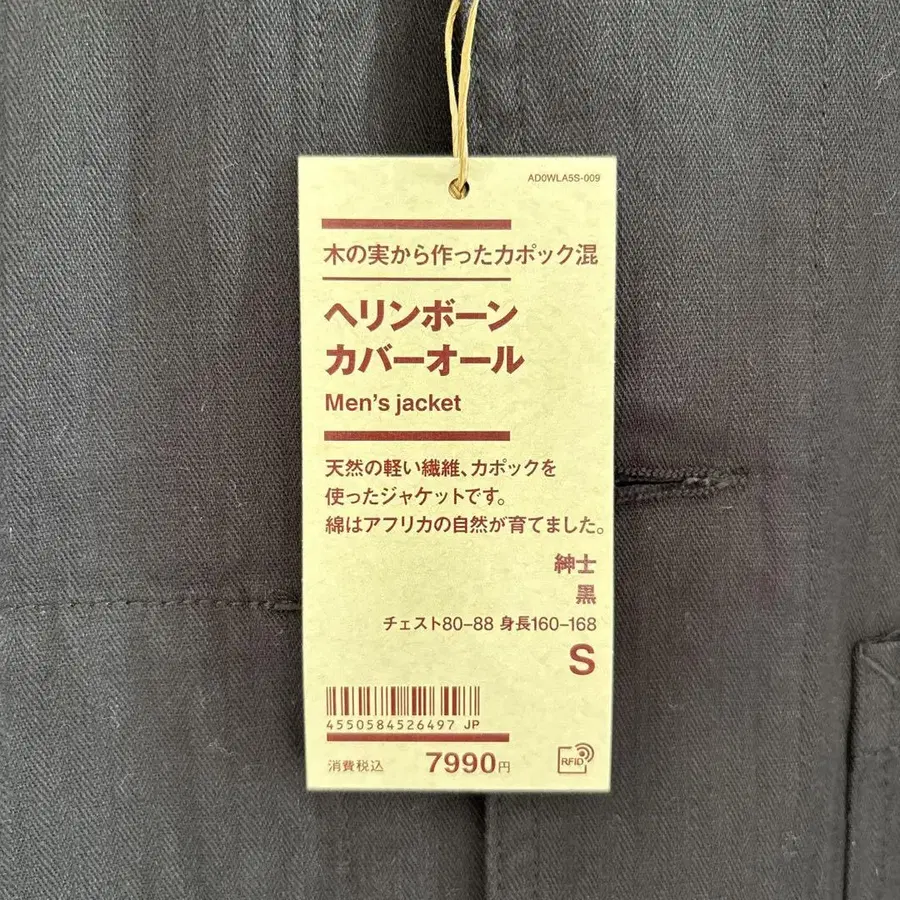 AD0WLA5S-009
木の実から作ったカポック混
ヘリンボーン
カバーオール
Men's jacket
天然の軽い繊維、カポックを
使ったジャケットです。
綿はアフリカの自然が育てました。
紳士
黒
チェスト80–88 身長160–168
S
4550584526497 JP
消費税込 7990円
RFID